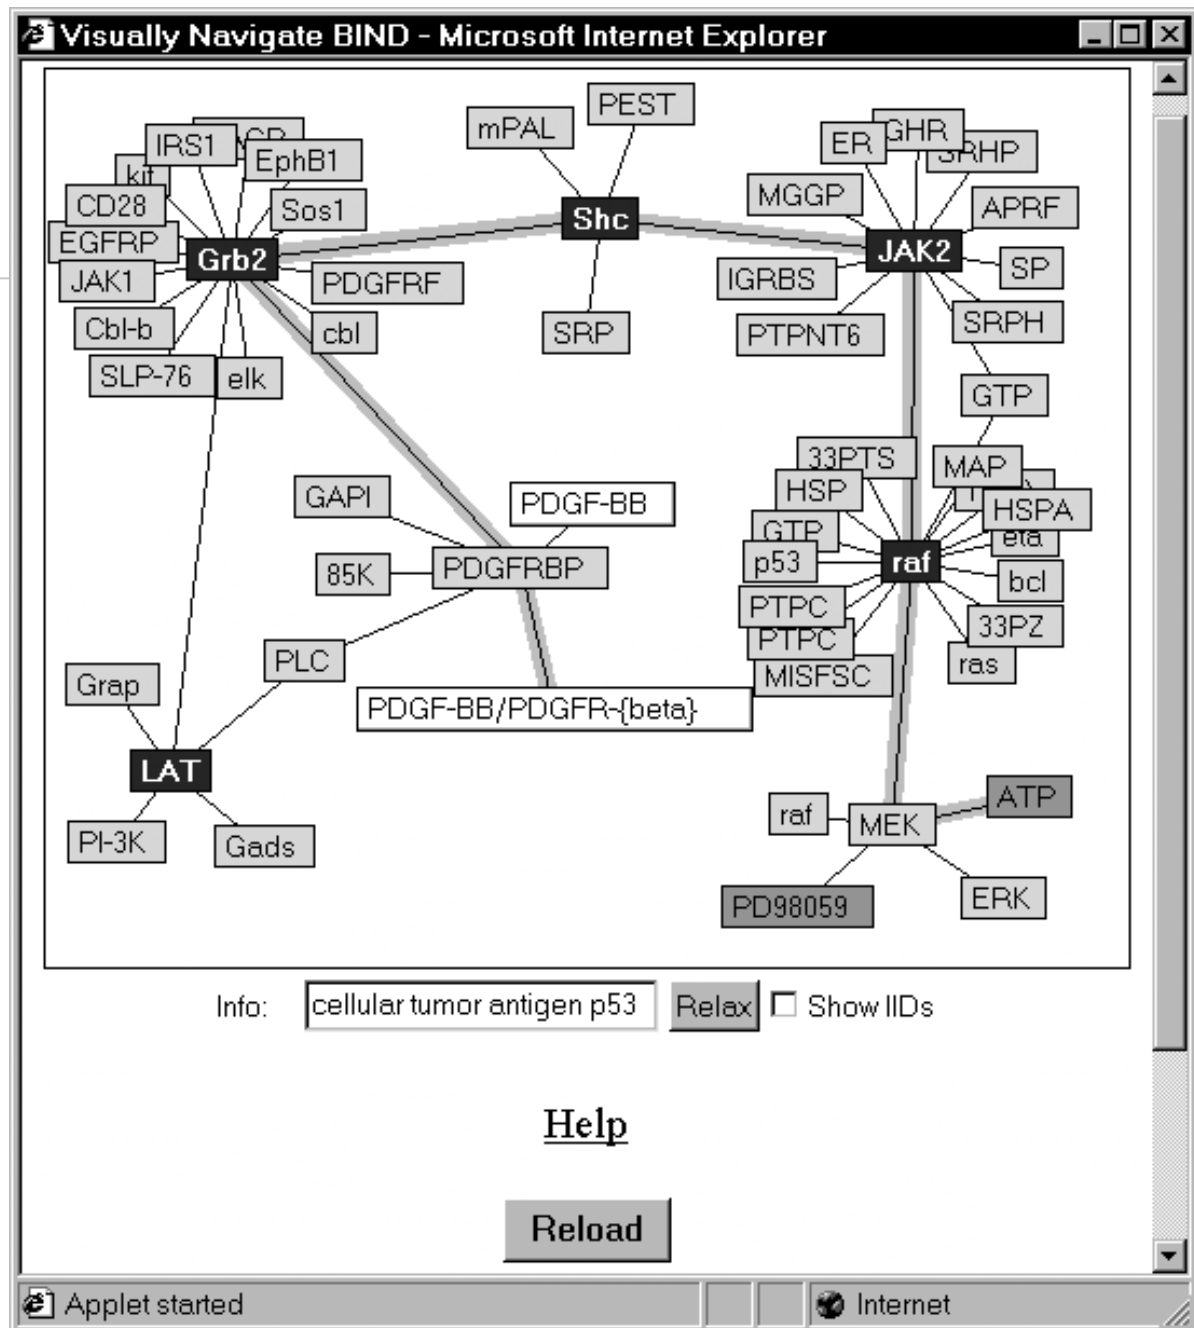 Visually Navigate BIND - Microsoft Internet Explorer
PEST
mPAL
IRS1
EphB1
kit
CD28
Sos1
EGFRP
Grb2
JAK1
PDGFRF
Cbl-b
cbl
SLP-76
elk
Shc
SRP
GHR
ER
SRHP
MGGP
APRF
JAK2
IGRBS
SP
PTPNT6
SRPH
GTP
33PTS
MAP
HSP
HSPA
GTP
eta
p53
raf
bcl
PTPC
33PZ
PTPC
ras
MISFSC
GAPI
PDGF-BB
85K
PDGFRBP
PLC
Grap
PDGF-BB/PDGFR-{beta}
LAT
PI-3K
Gads
raf
MEK
ATP
PD98059
ERK
Info:
cellular tumor antigen p53
Relax
Show IIDs
Help
Reload
Applet started
Internet